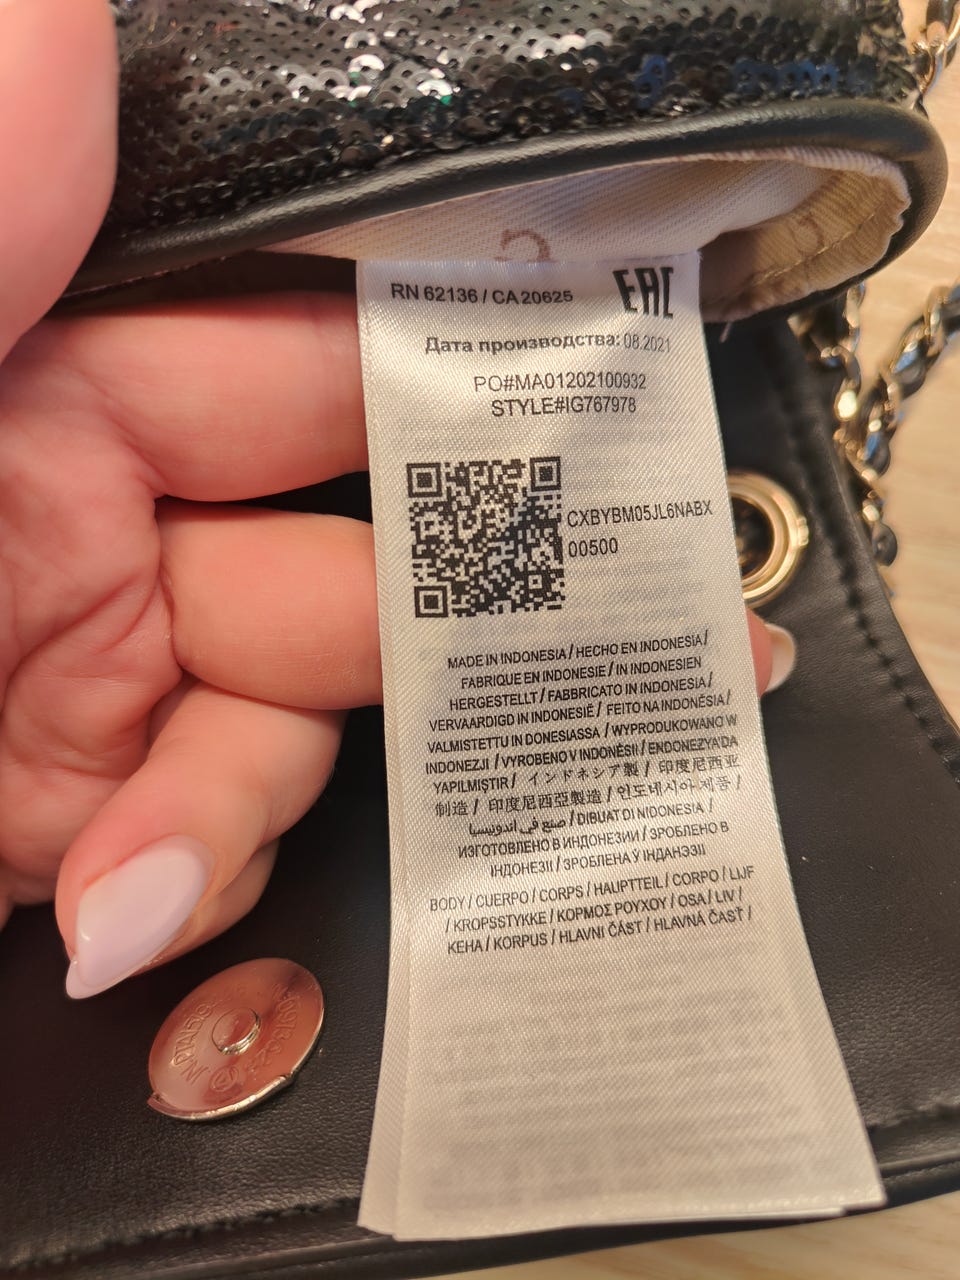 RN 62136 / CA 20625
EAC
Дата производства: 08.2021
PO#MA01202100932
STYLE#IG767978
CXBYBM05JL6NABX
00500
MADE IN INDONESIA / HECHO EN INDONESIA /
FABRIQUE EN INDONESIE / IN INDONESIEN
HERGESTELLT / FABBRICATO IN INDONESIA /
VERVAARDIGD IN INDONESIË / FEITO NA INDONÉSIA /
VALMISTETTU IN DONESIASSA / WYPRODUKOWANO W
INDONEZJI / VYROBENO V INDONÉSII / ENDONEZYA'DA
YAPILMIŞTIR / インドネシア製 / 印度尼西亚
制造 / 印度尼西亞製造 / 인도네시아 제품 /
صنع في اندونيسيا / DIBUAT DI NIDONESIA /
ИЗГОТОВЛЕНО В ИНДОНЕЗИИ / ЗРОБЛЕНО В
ІНДОНЕЗІЇ / ЗРОБЛЕНА Ў ІНДАНЭЗІІ
BODY / CUERPO / CORPS / HAUPTTEIL / CORPO / LIJF
/ KROPSSTYKKE / ΚΟΡΜΟΣ ΡΟΥΧΟΥ / OSA / LIV /
KEHA / KORPUS / HLAVNI ČÁST / HLAVNÁ ČASŤ /